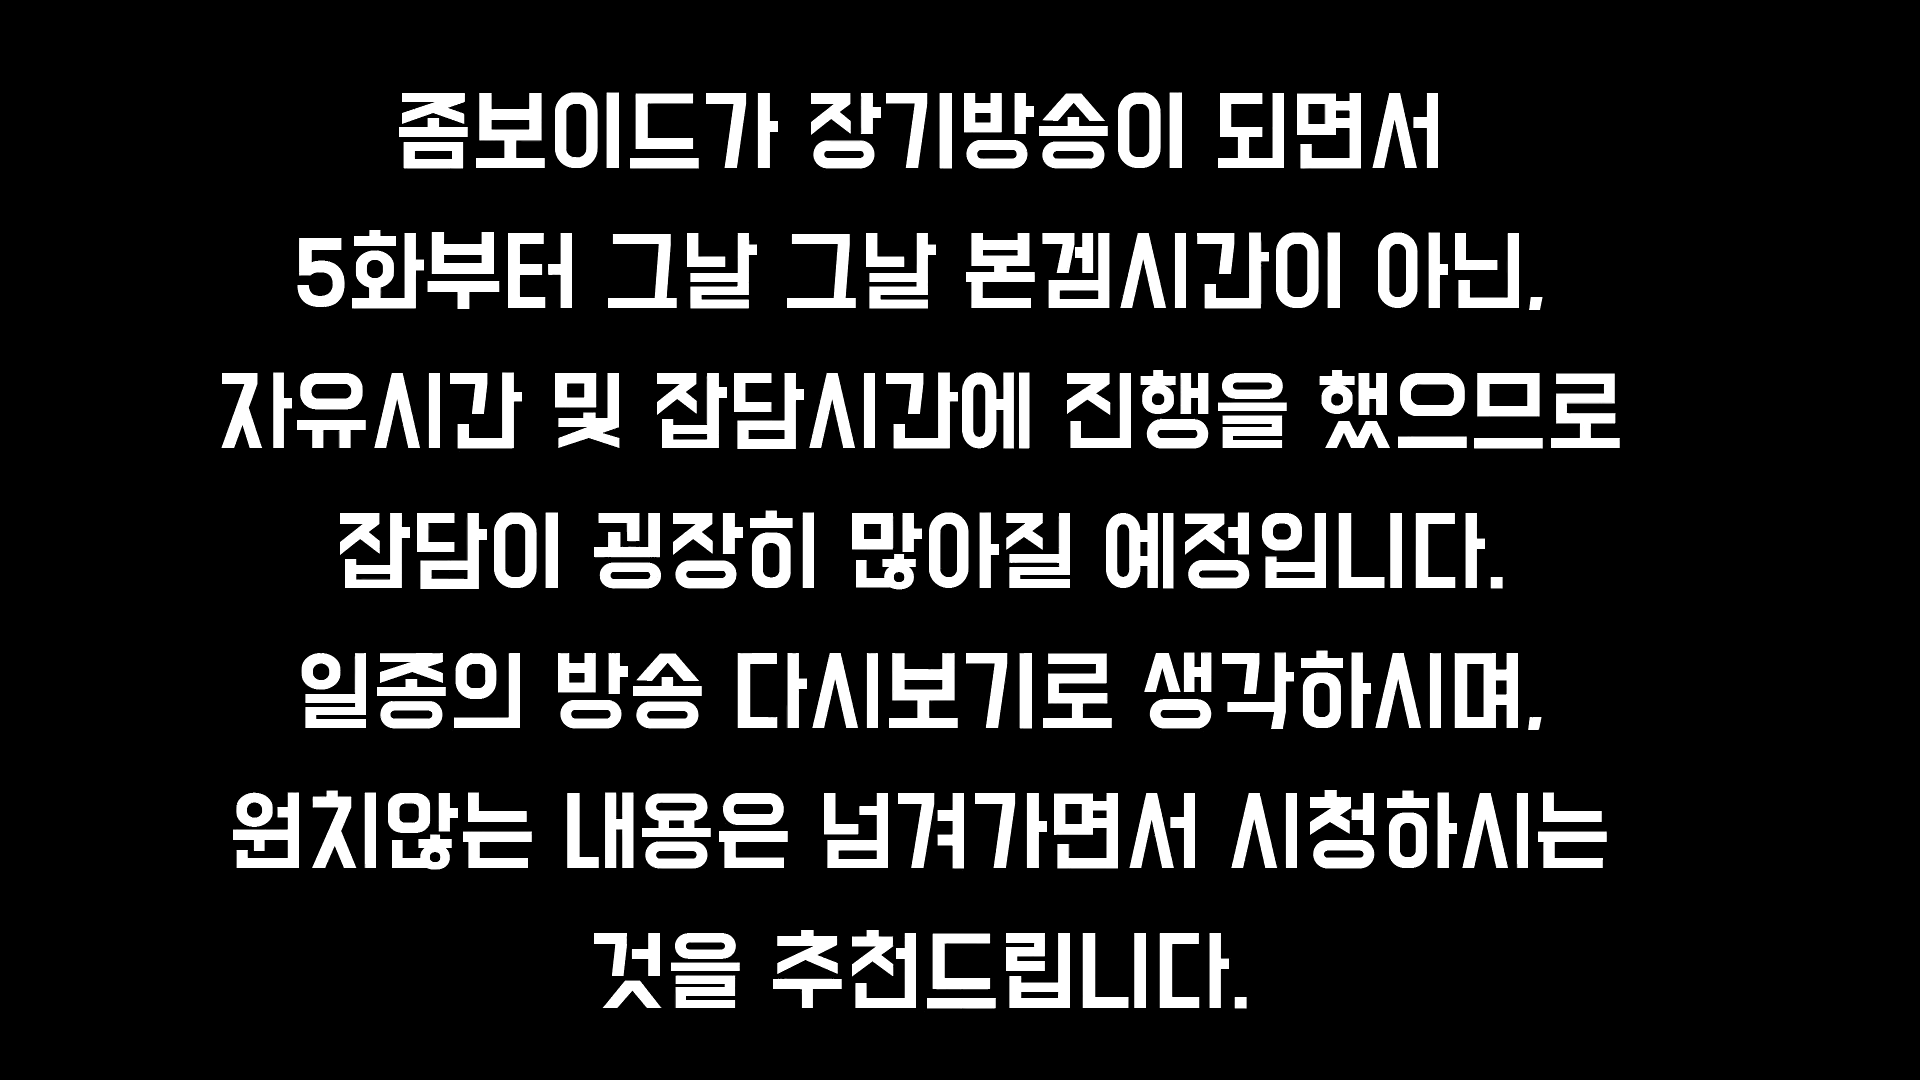 좀보이드가 장기방송이 되면서
5화부터 그날 그날 본겜시간이 아닌,
자유시간 및 잡담시간에 진행을 했으므로
잡담이 굉장히 많아질 예정입니다.
일종의 방송 다시보기로 생각하시며,
원치않는 내용은 넘겨가면서 시청하시는
것을 추천드립니다.